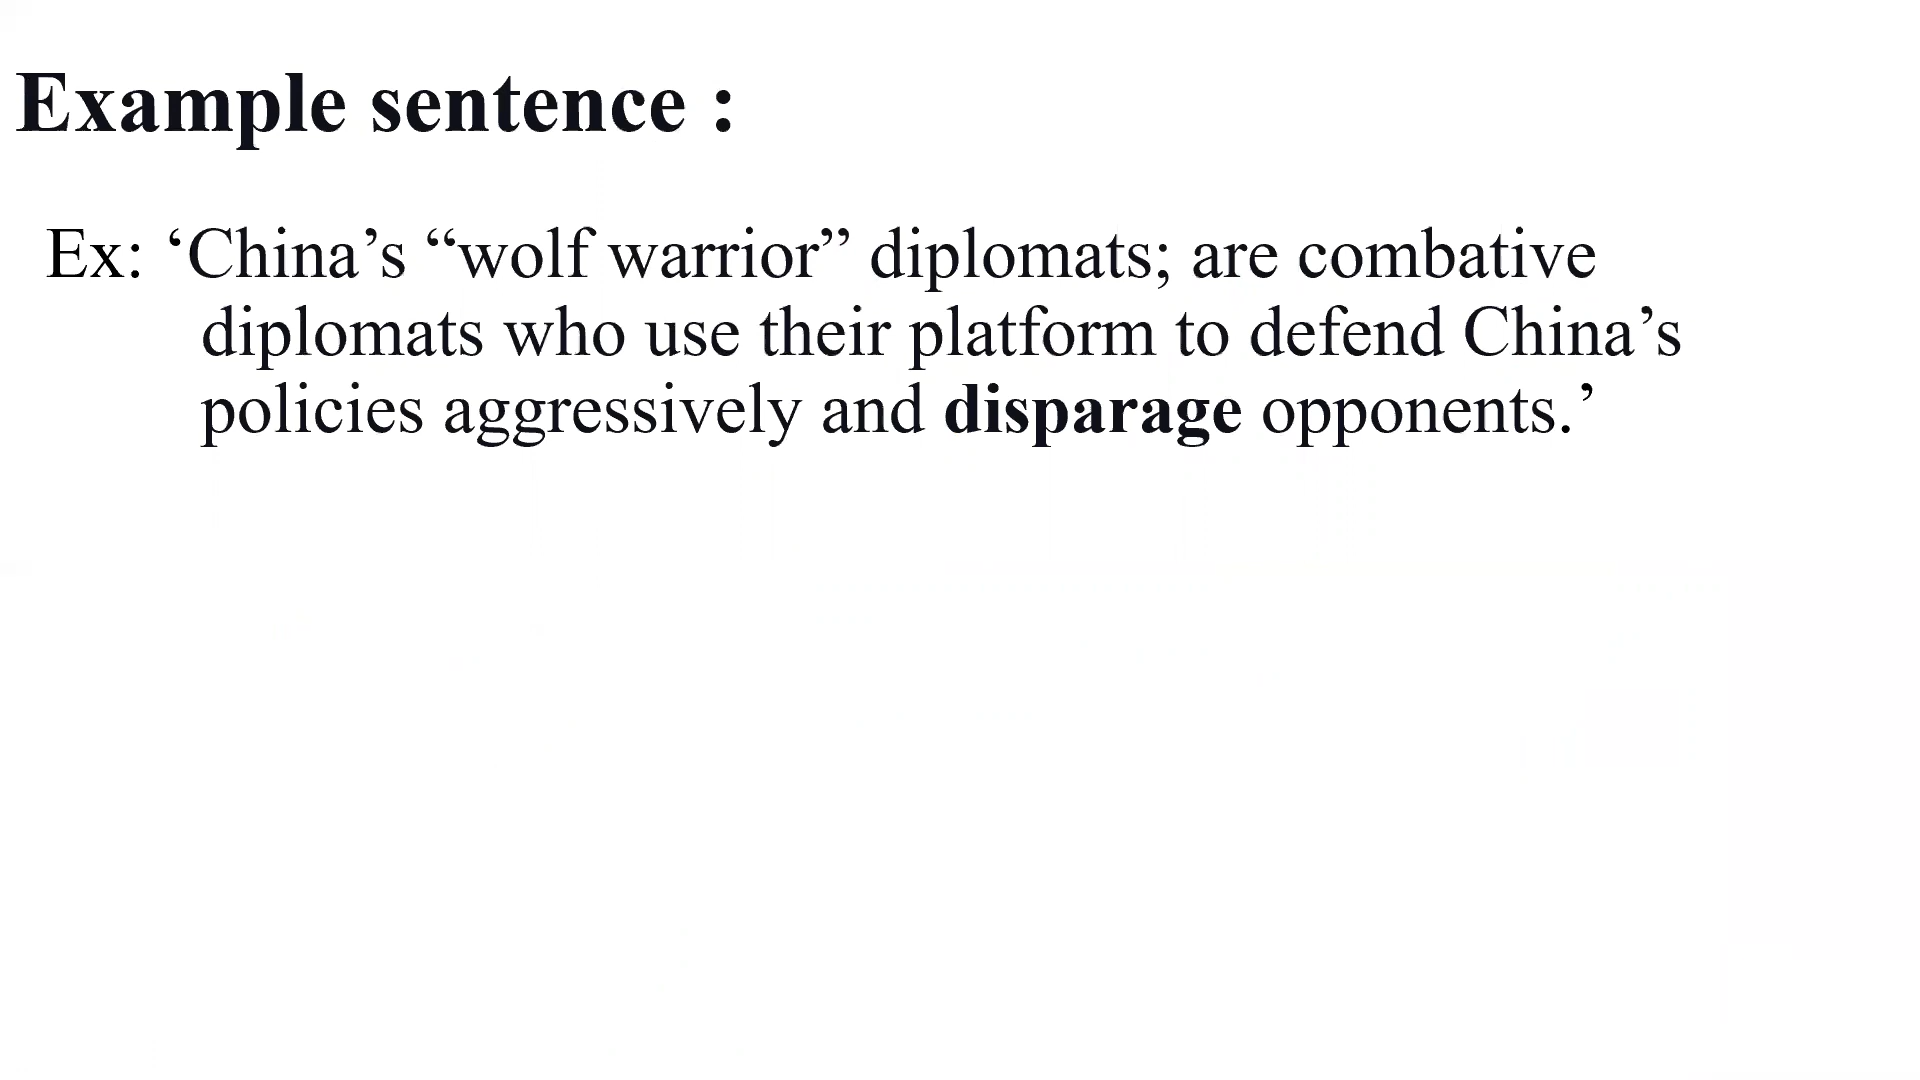 Example sentence :
Ex: ‘China’s “wolf warrior” diplomats; are combative
diplomats who use their platform to defend China’s
policies aggressively and disparage opponents.’